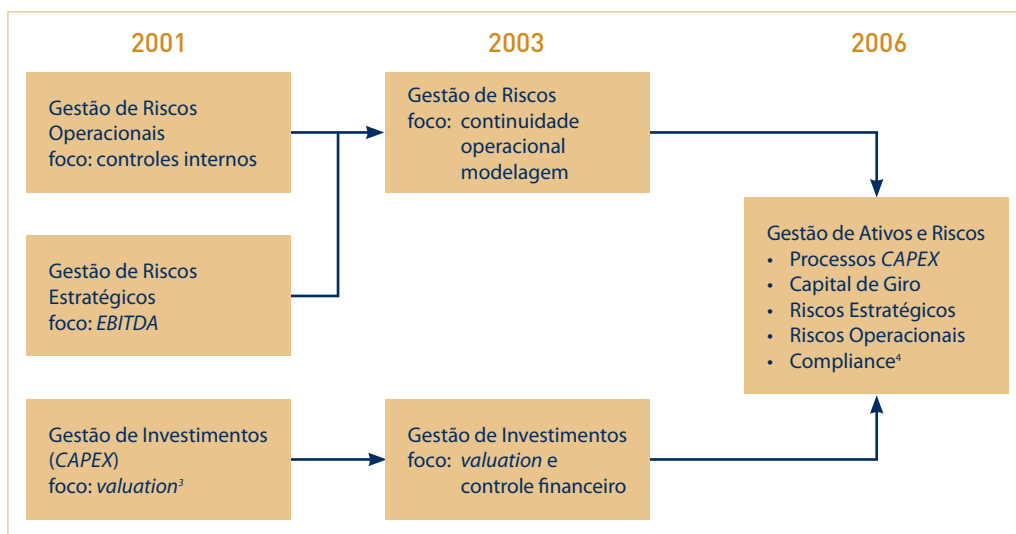 2001
2003
2006
Gestão de Riscos
Operacionais
foco: controles internos
Gestão de Riscos
Estratégicos
foco: EBITDA
Gestão de Investimentos
(CAPEX)
foco: valuation³
Gestão de Riscos
foco: continuidade
operacional
modelagem
Gestão de Investimentos
foco: valuation e
controle financeiro
Gestão de Ativos e Riscos
• Processos CAPEX
• Capital de Giro
• Riscos Estratégicos
• Riscos Operacionais
• Compliance⁴